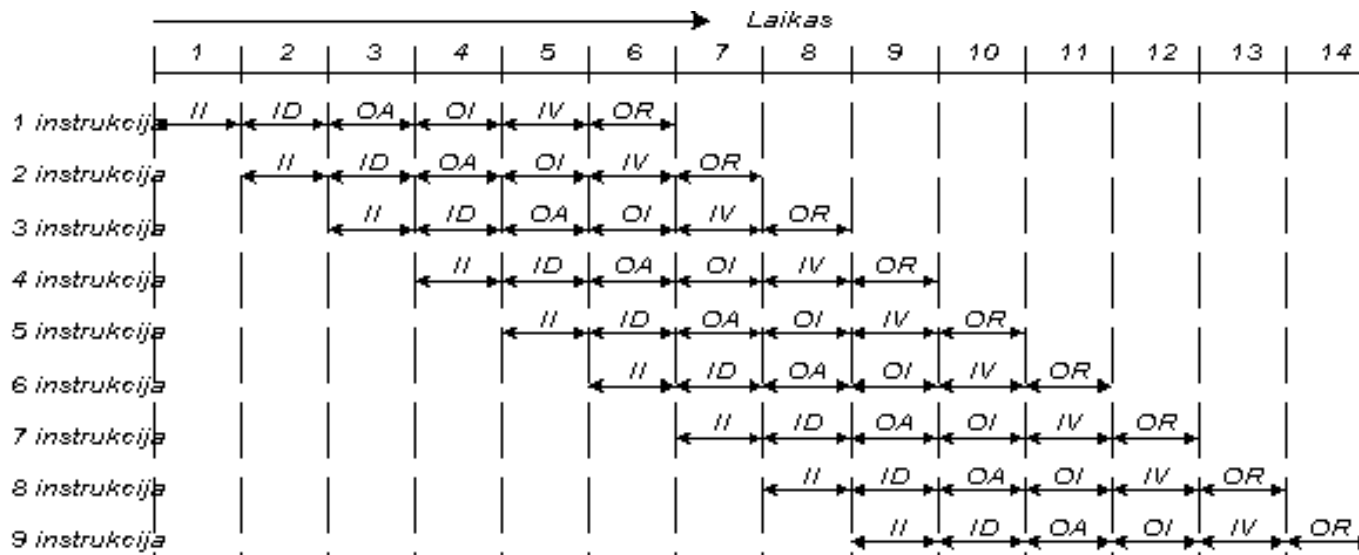 Laikas
1 2 3 4 5 6 7 8 9 10 11 12 13 14
1 instrukcija II ID OA OI IV OR
2 instrukcija II ID OA OI IV OR
3 instrukcija II ID OA OI IV OR
4 instrukcija II ID OA OI IV OR
5 instrukcija II ID OA OI IV OR
6 instrukcija II ID OA OI IV OR
7 instrukcija II ID OA OI IV OR
8 instrukcija II ID OA OI IV OR
9 instrukcija II ID OA OI IV OR